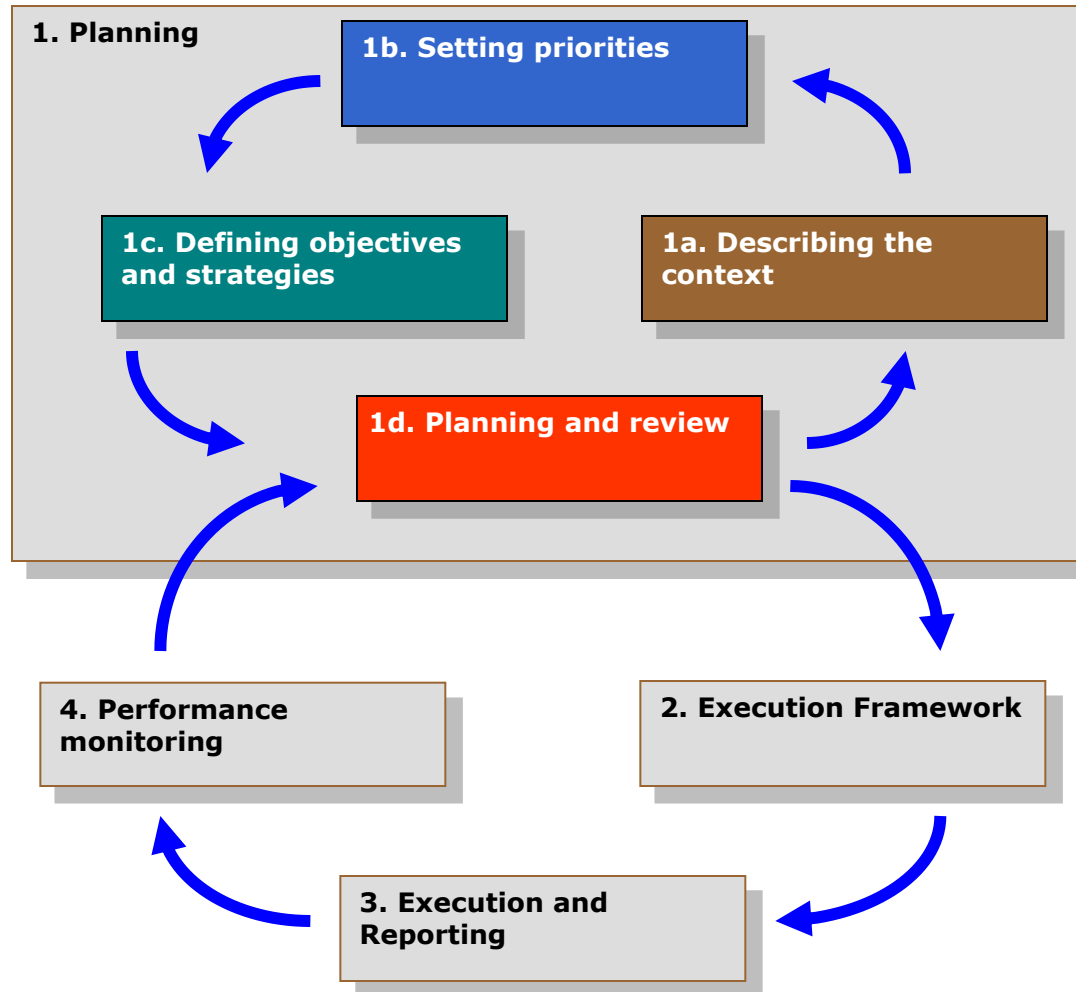 1. Planning
1b. Setting priorities
1c. Defining objectives
and strategies
1a. Describing the
context
1d. Planning and review
4. Performance
monitoring
2. Execution Framework
3. Execution and
Reporting